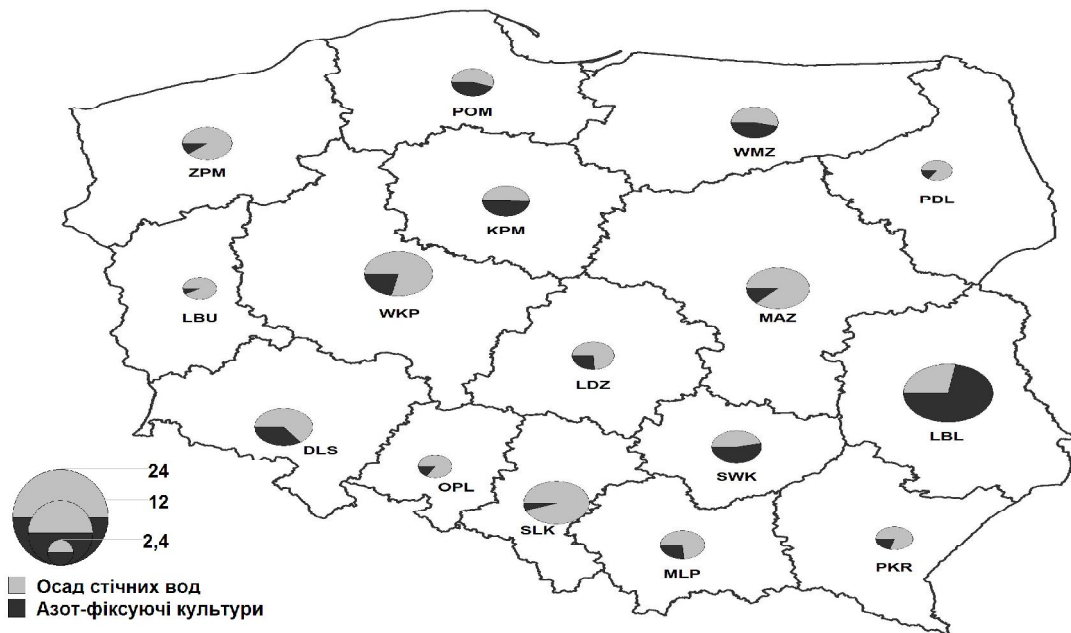 POM
ZPM
WMZ
PDL
KPM
LBU
WKP
MAZ
LDZ
LBL
DLS
OPL
SWK
SLK
MLP
PKR
24
12
2,4
Осад стічних вод
Азот-фіксуючі культури